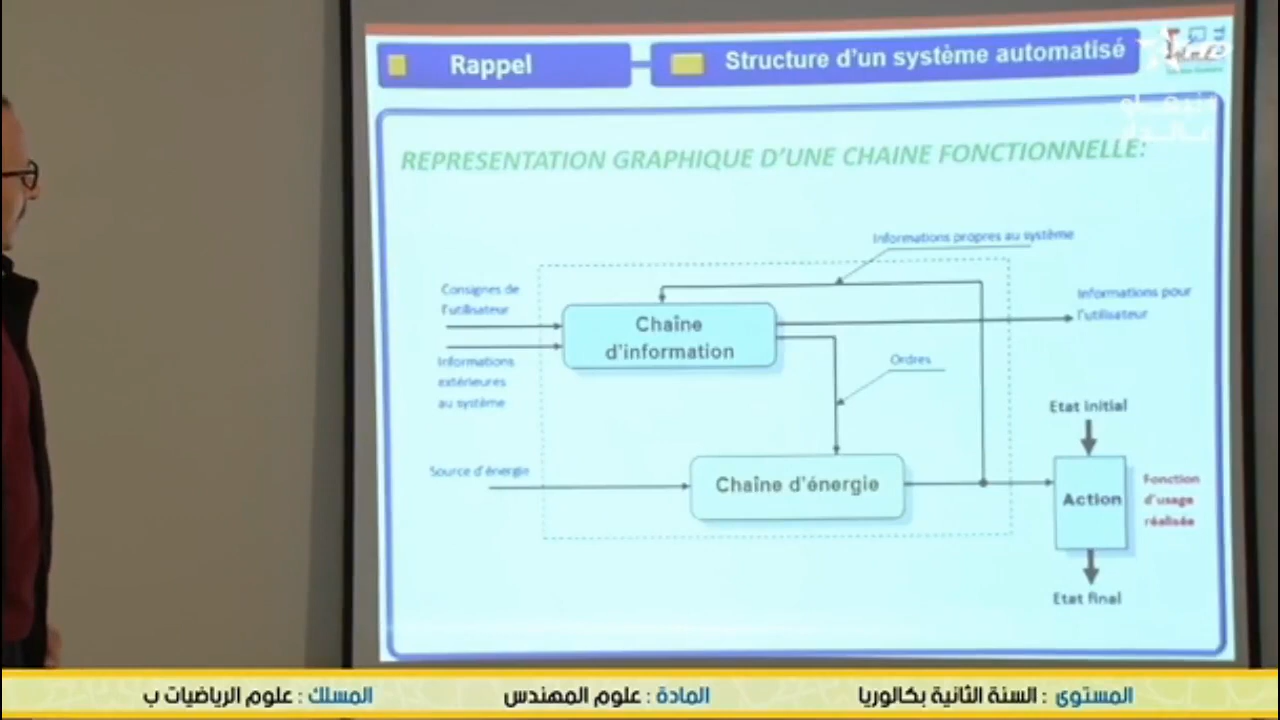 Rappel
Structure d'un système automatisé
REPRESENTATION GRAPHIQUE D'UNE CHAINE FONCTIONNELLE:
Informations propres au système
Consignes de
l'utilisateur
Informations
extérieures
au système
Chaîne
d'information
Informations pour
l'utilisateur
Ordres
Source d'énergie
Chaîne d'énergie
Etat initial
Action
Fonction
d'usage
réalisée
Etat final
المستوى : السنة الثانية بكالوريا
المادة : علوم المهندس
المسلك : علوم الرياضيات ب